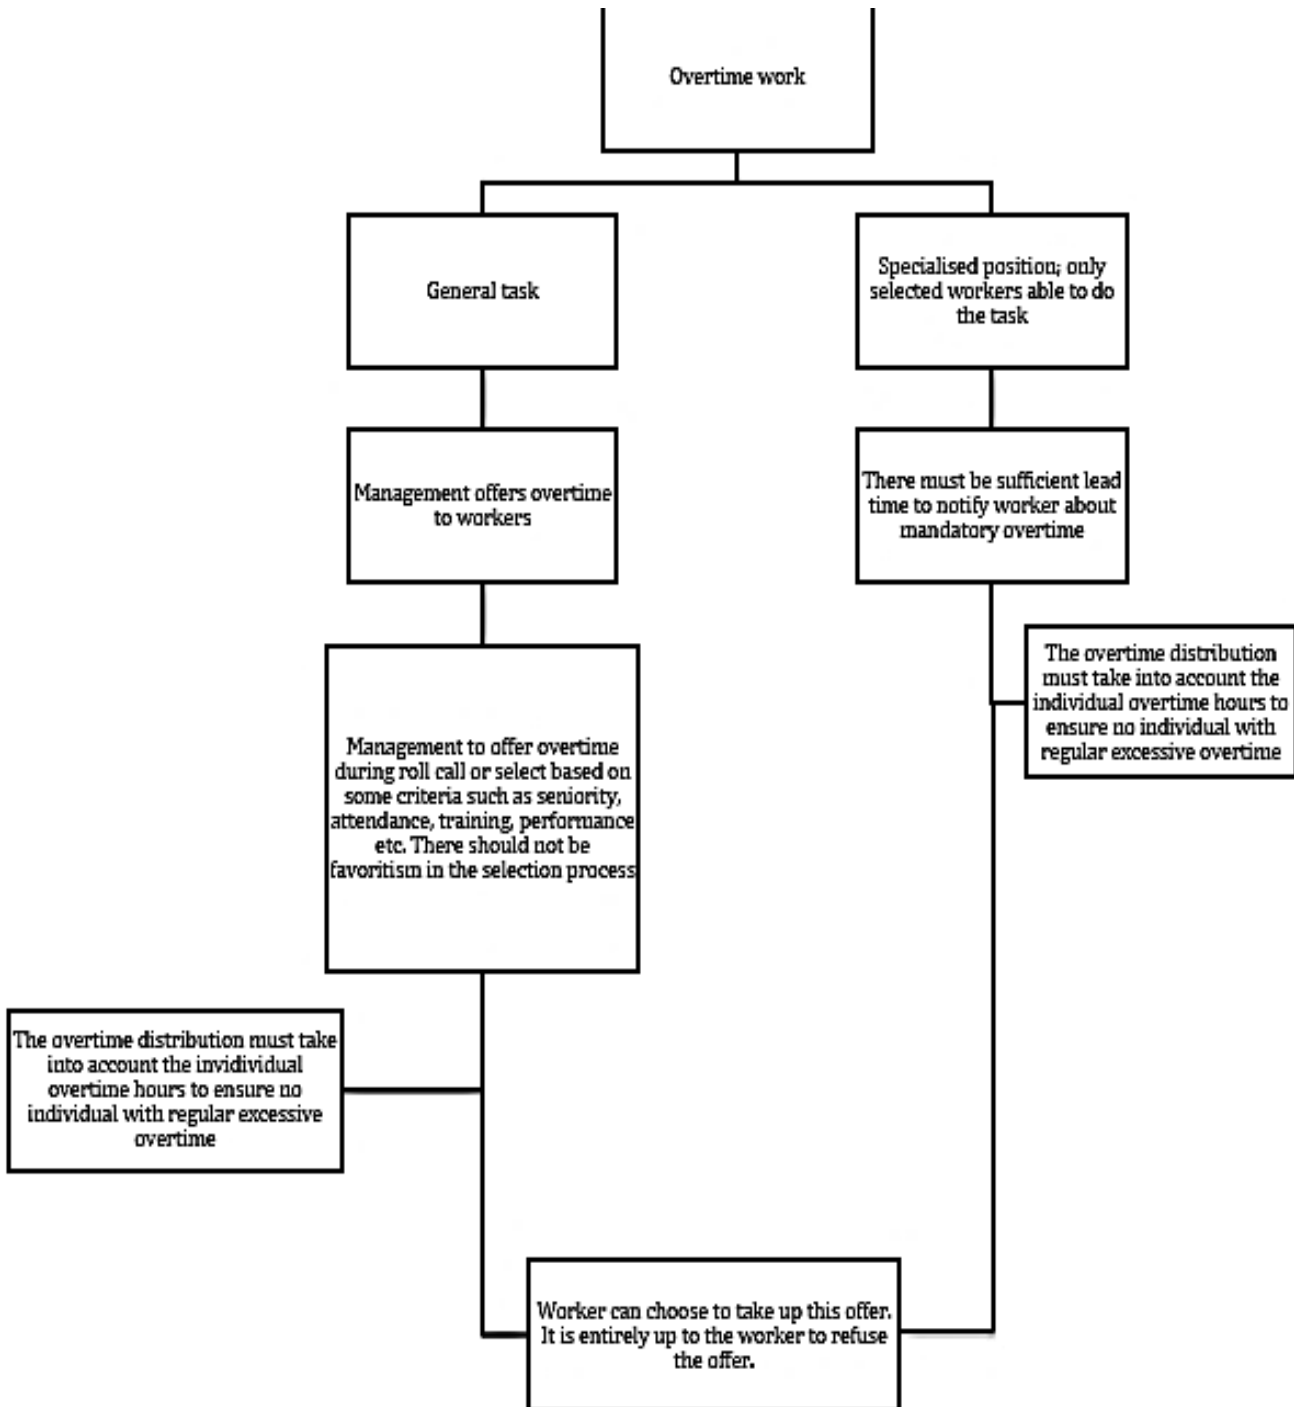 Overtime work
General task
Specialised position; only
selected workers able to do
the task
Management offers overtime
to workers
There must be sufficient lead
time to notify worker about
mandatory overtime
The overtime distribution
must take into account the
individual overtime hours to
ensure no individual with
regular excessive overtime
Management to offer overtime
during roll call or select based on
some criteria such as seniority,
attendance, training, performance
etc. There should not be
favoritism in the selection process
The overtime distribution must take
into account the invidividual
overtime hours to ensure no
individual with regular excessive
overtime
Worker can choose to take up this offer.
It is entirely up to the worker to refuse
the offer.